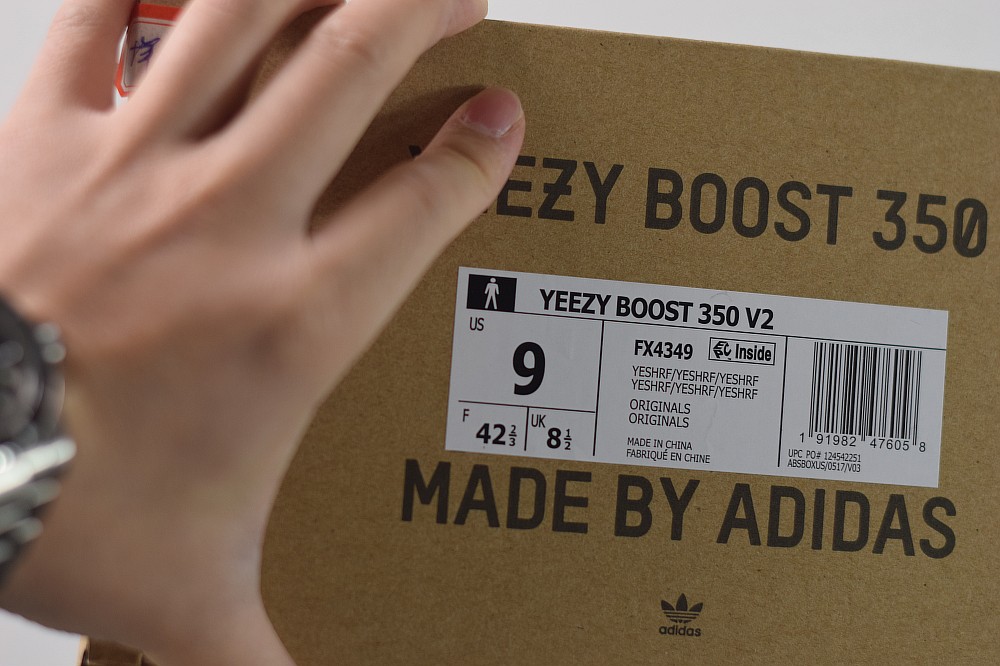 EEZY BOOST 350
YEEZY BOOST 350 V2
US
9
F 42⅔
UK 8½
FX4349
Inside
YESHRF/YESHRF/YESHRF
YESHRF/YESHRF/YESHRF
ORIGINALS
ORIGINALS
MADE IN CHINA
FABRIQUÉ EN CHINE
1 91982 47605 8
UPC PO# 124542251
ABSBOXUS/0517/V03
MADE BY ADIDAS
adidas